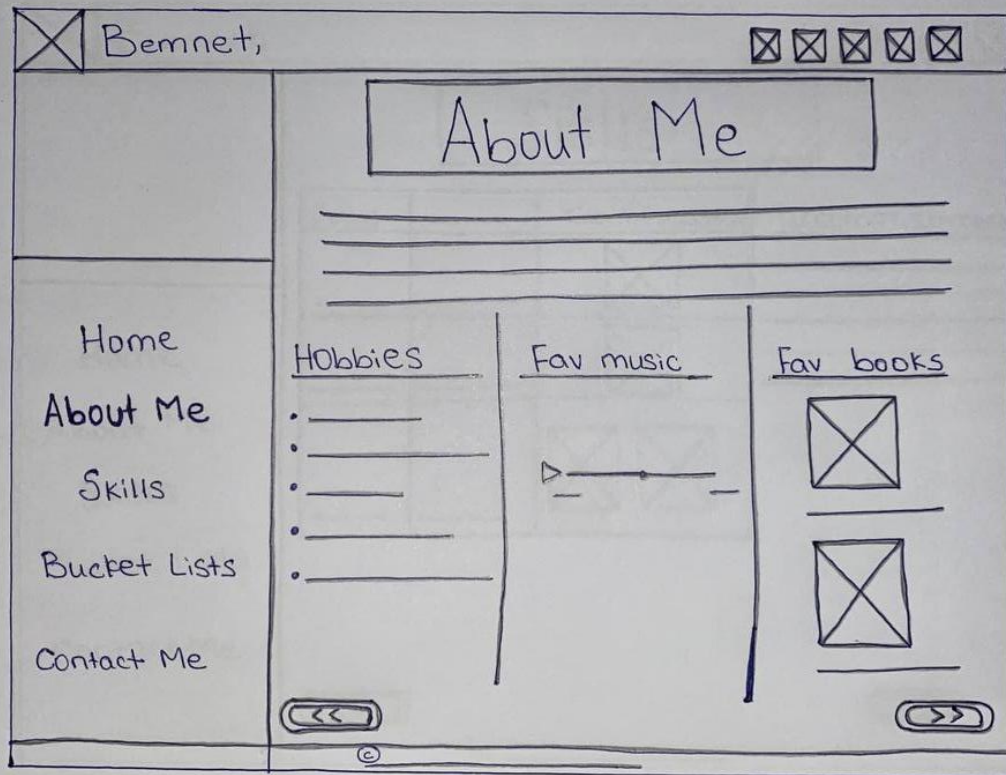 Bemnet,
About Me
Home
About Me
Skills
Bucket Lists
Contact Me
Hobbies
Fav music
Fav books
<<
>>
©